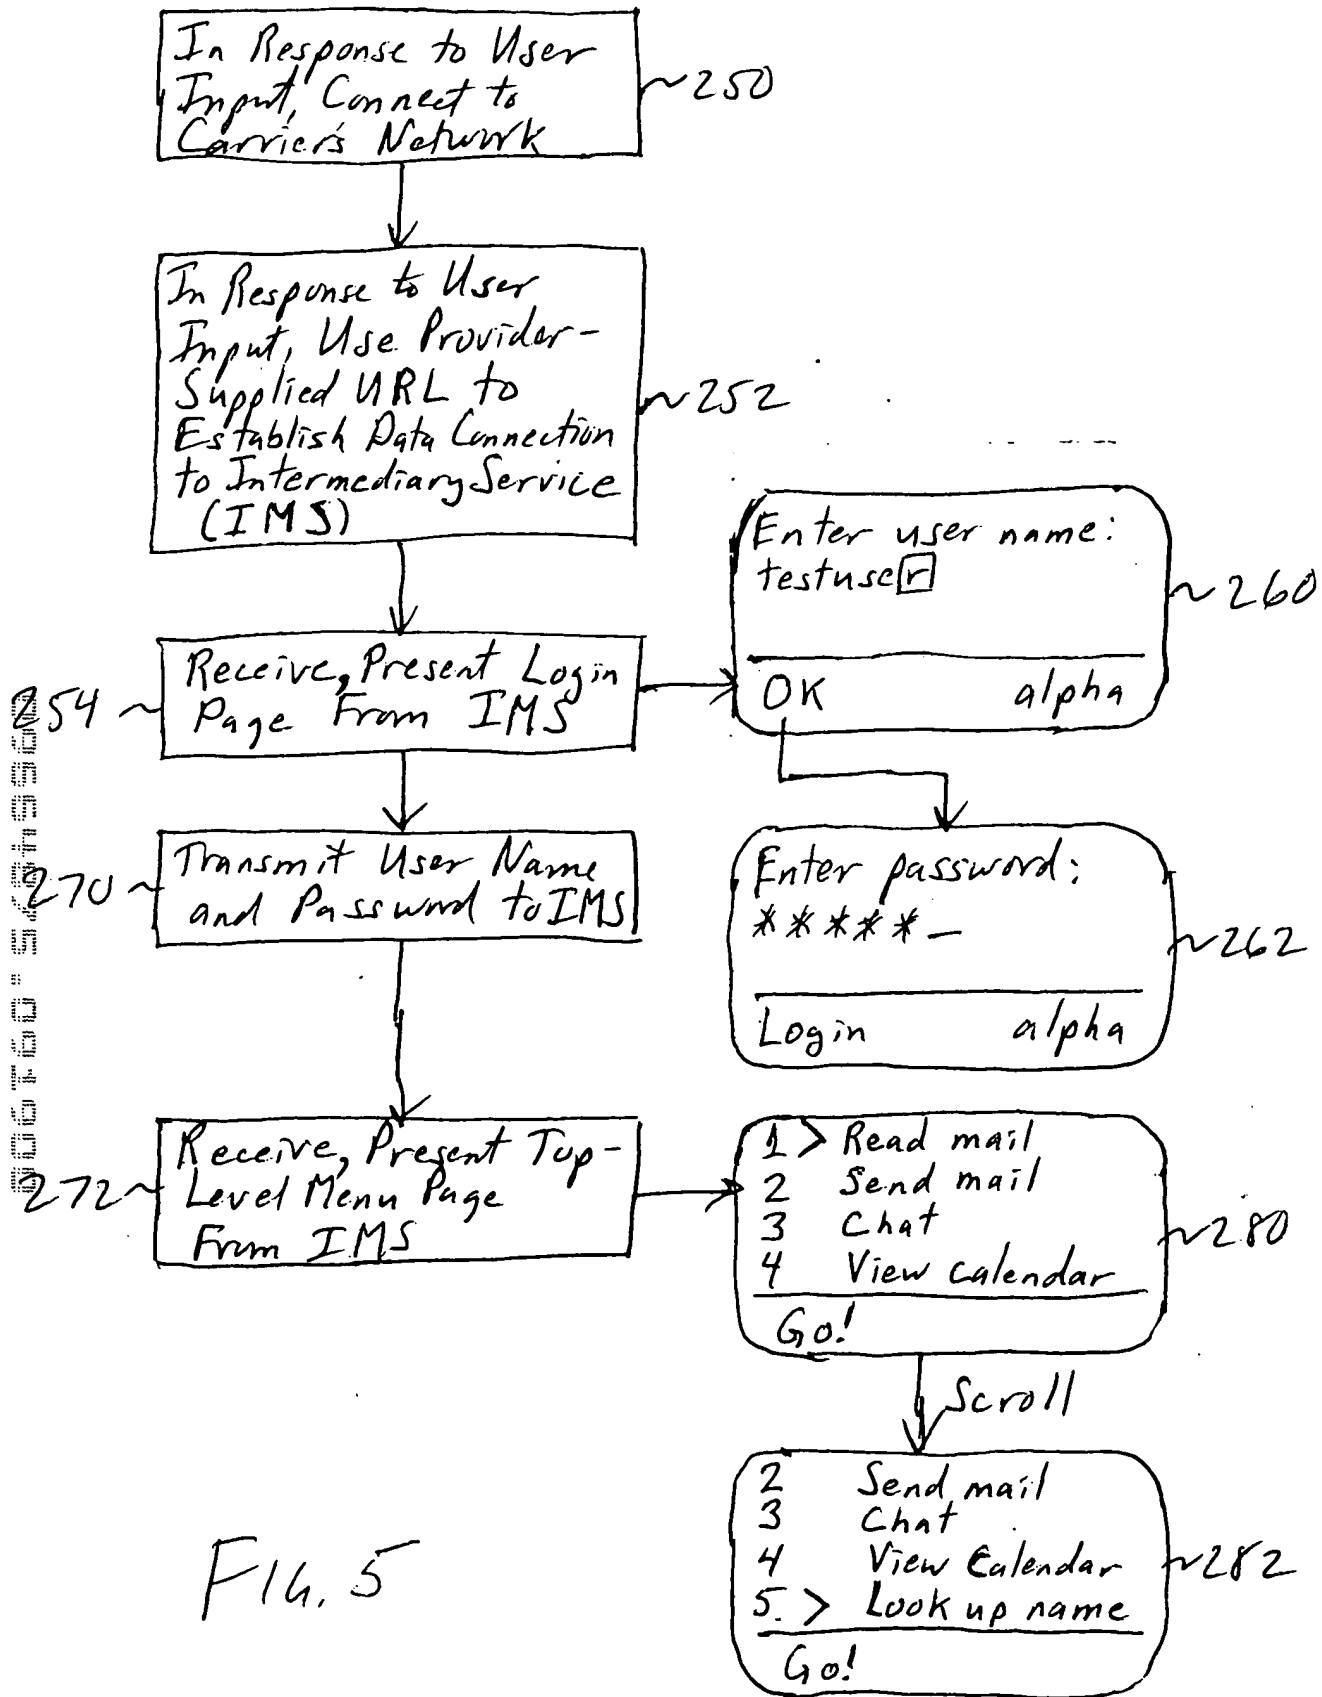 In Response to User
Input, Connect to
Carrier's Network
~250
In Response to User
Input, Use Provider-
Supplied URL to
Establish Data Connection
to Intermediary Service
(IMS)
~252
Receive, Present Login
Page From IMS
254~
Enter user name:
testuser
OK alpha
~260
Transmit User Name
and Password to IMS
270~
Enter password:
*****_
Login alpha
~262
Receive, Present Top-
Level Menu Page
From IMS
272~
1 > Read mail
2 Send mail
3 Chat
4 View calendar
Go!
~280
Scroll
2 Send mail
3 Chat
4 View Calendar
5. > Look up name
Go!
~282
FIG. 5